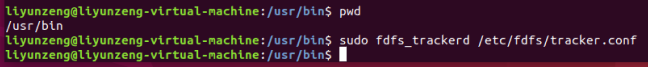 liyunzeng@liyunzeng-virtual-machine:/usr/bin$ pwd
/usr/bin
liyunzeng@liyunzeng-virtual-machine:/usr/bin$ sudo fdfs_trackerd /etc/fdfs/tracker.conf
liyunzeng@liyunzeng-virtual-machine:/usr/bin$